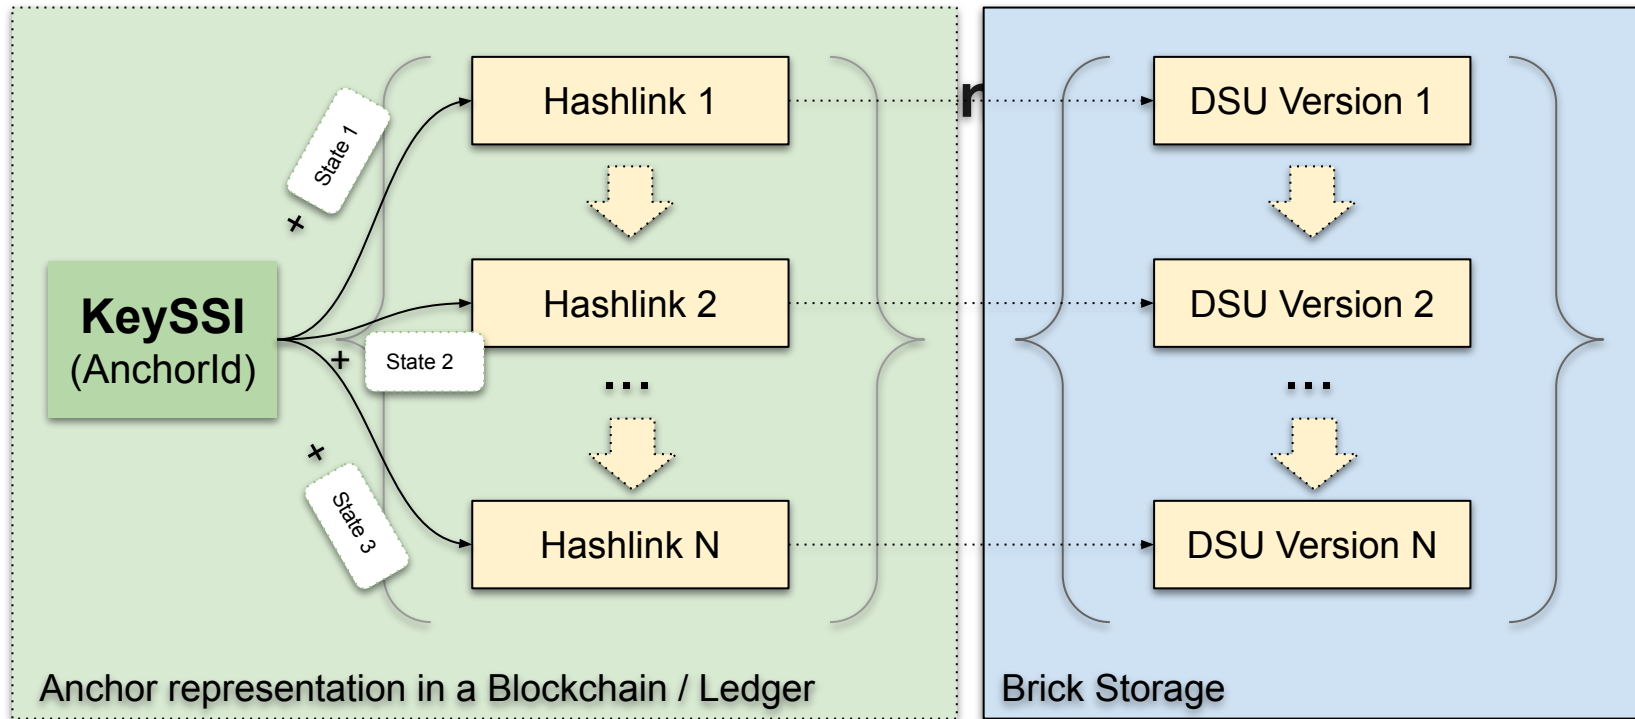 Hashlink 1
DSU Version 1
+ State 1
KeySSI
(AnchorId)
Hashlink 2
DSU Version 2
+ State 2
...
...
+ State 3
Hashlink N
DSU Version N
Anchor representation in a Blockchain / Ledger
Brick Storage